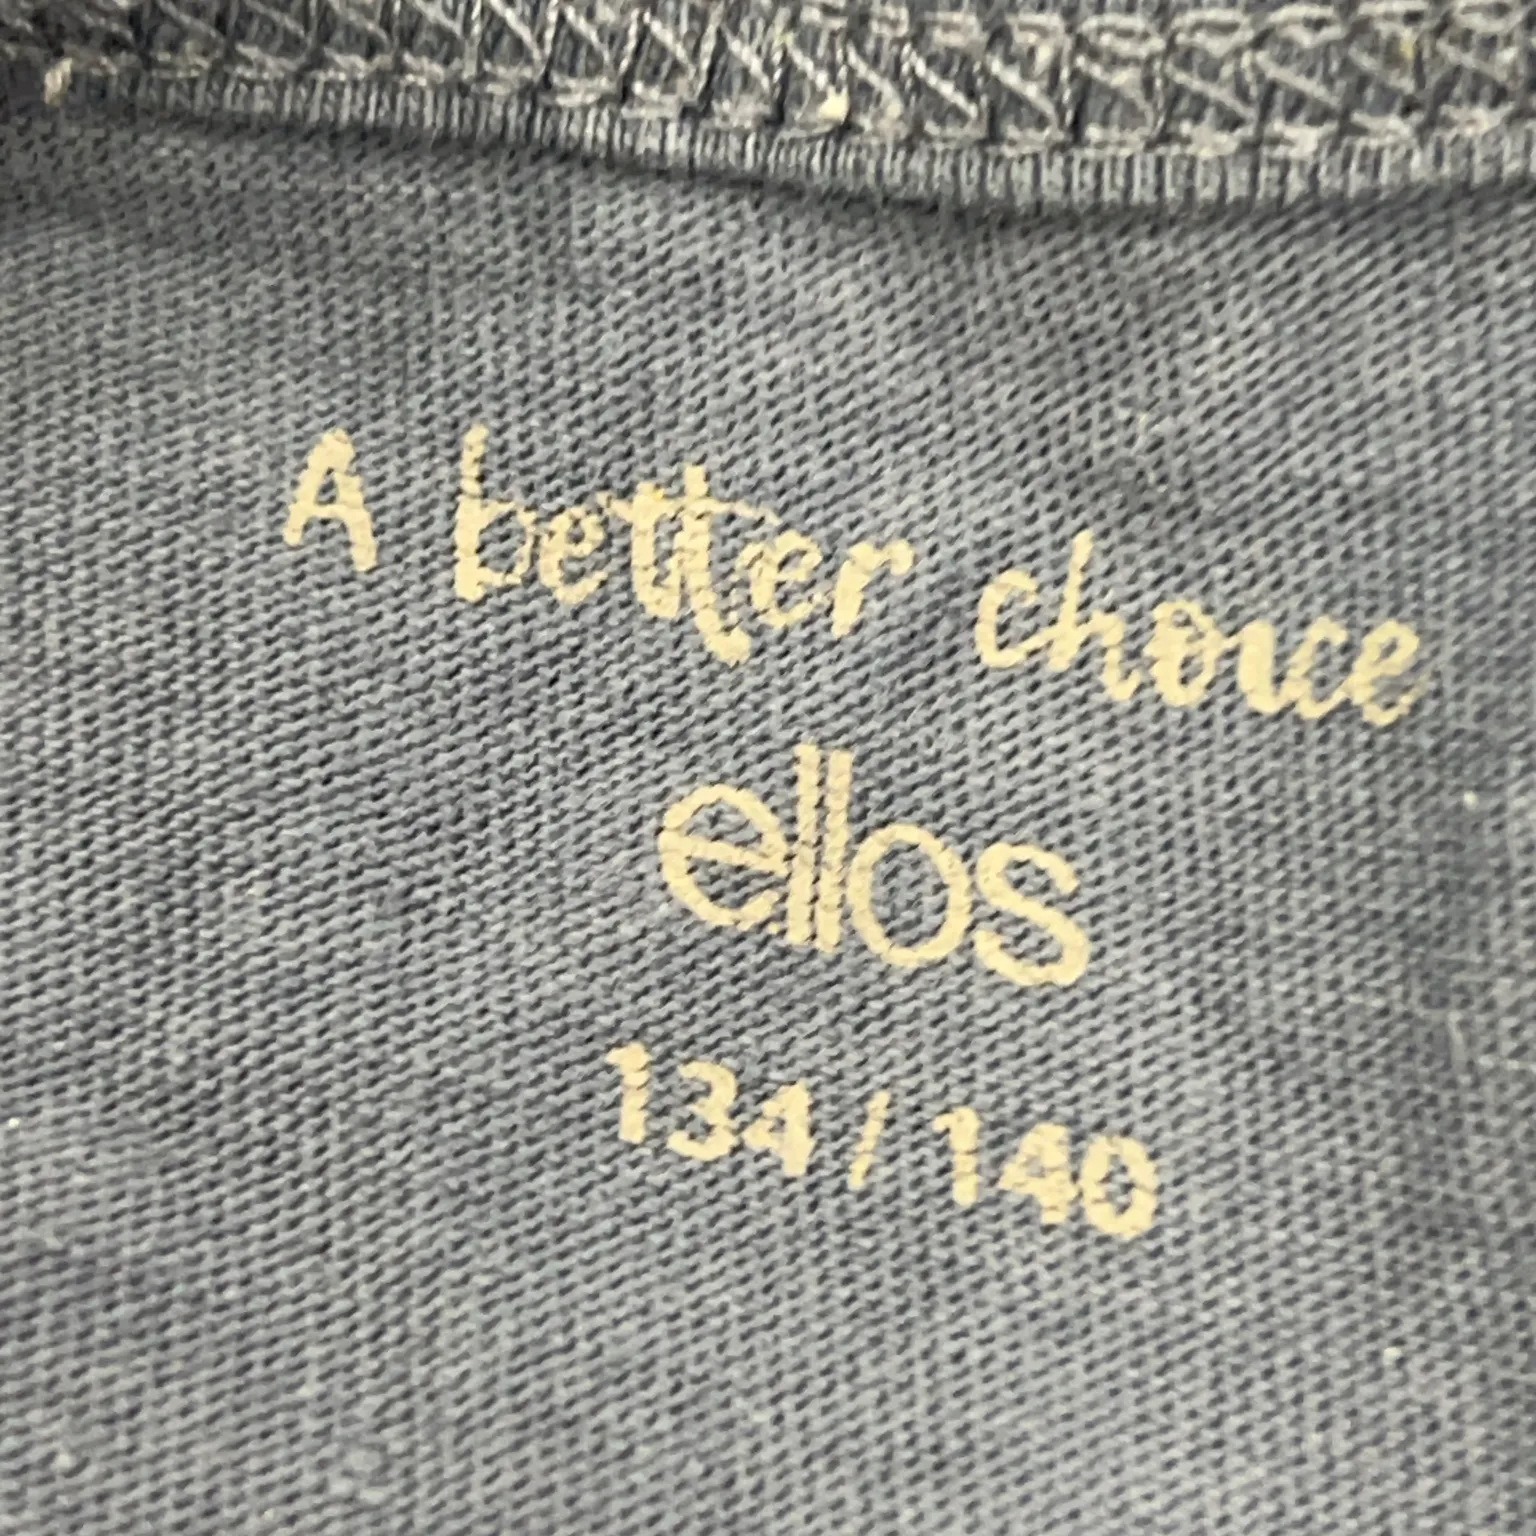 A better choice
ellos
134 / 140